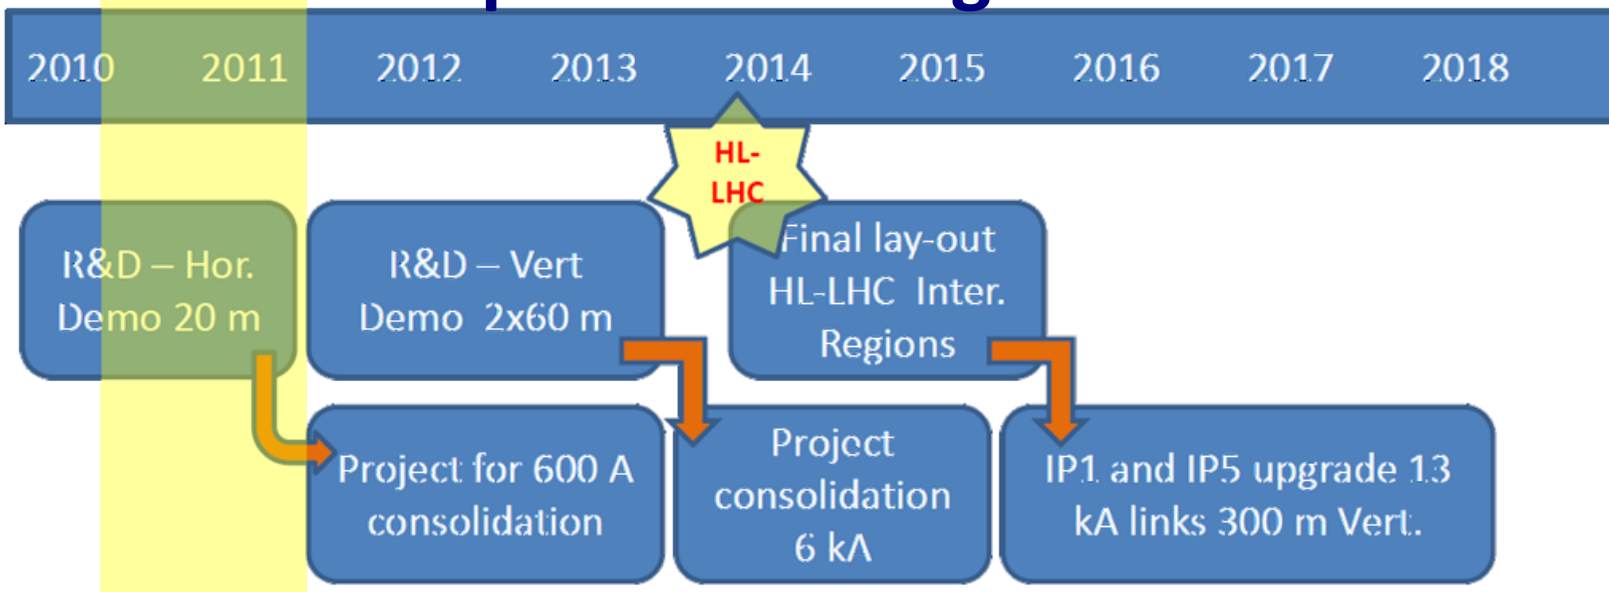 2010 2011 2012 2013 2014 2015 2016 2017 2018
HL-
LHC
R&D – Hor.
Demo 20 m
R&D – Vert
Demo 2x60 m
Final lay-out
HL-LHC Inter.
Regions
Project for 600 A
consolidation
Project
consolidation
6 kA
IP1 and IP5 upgrade 13
kA links 300 m Vert.